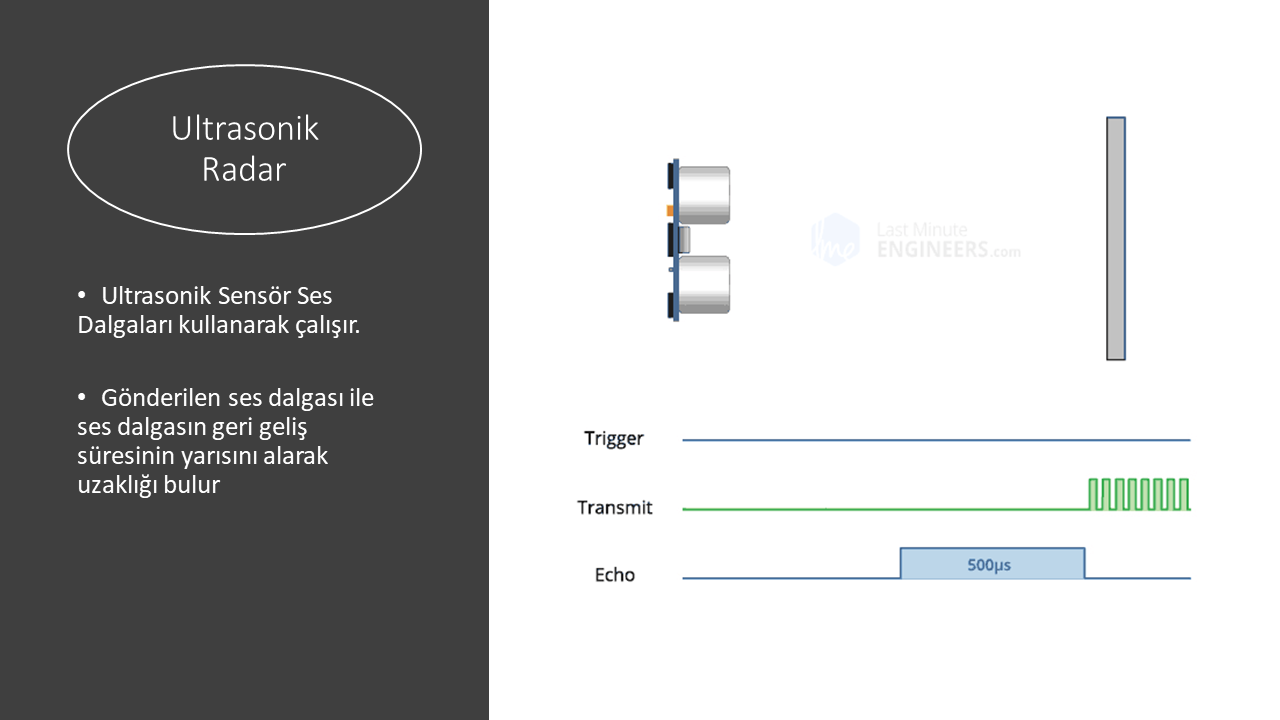 Ultrasonik
Radar
• Ultrasonik Sensör Ses
Dalgaları kullanarak çalışır.
• Gönderilen ses dalgası ile
ses dalgasın geri geliş
süresinin yarısını alarak
uzaklığı bulur
lme
Last Minute
ENGINEERS.com
Trigger
Transmit
Echo
500µs